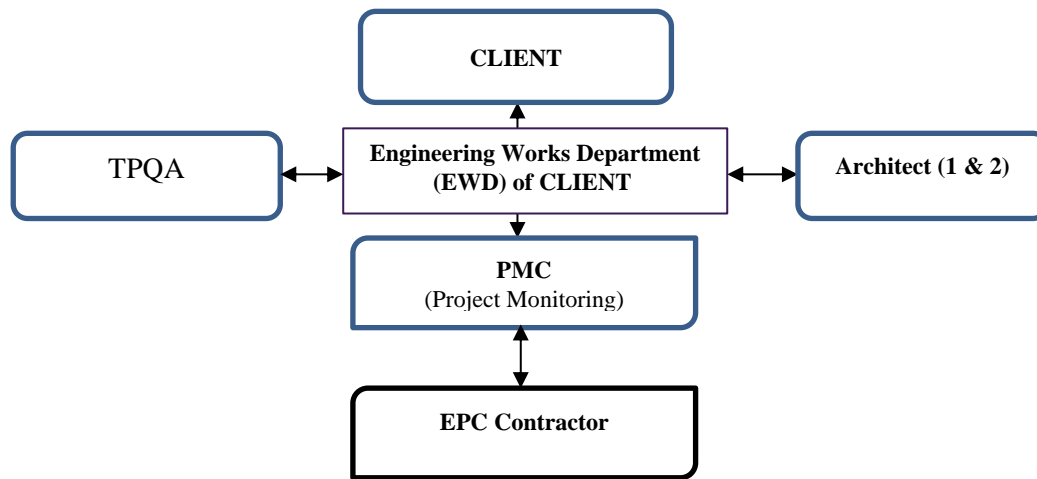 CLIENT
TPQA
Engineering Works Department
(EWD) of CLIENT
Architect (1 & 2)
PMC
(Project Monitoring)
EPC Contractor